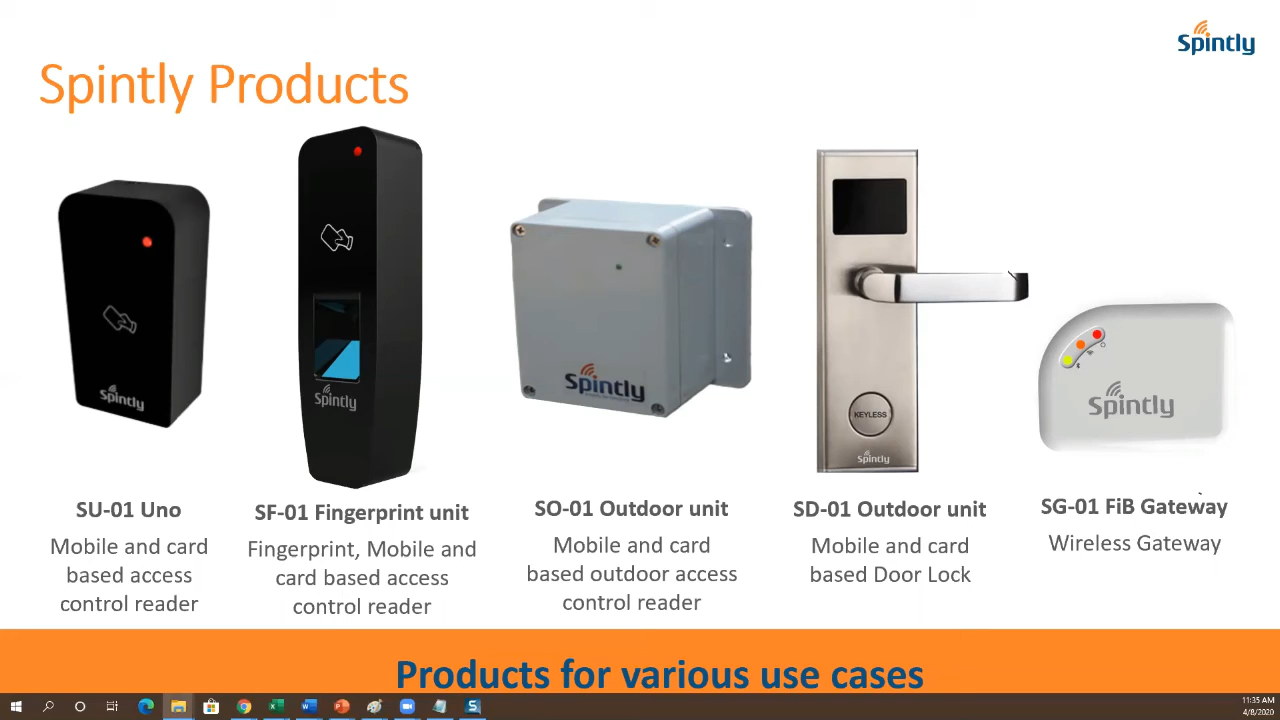 Spintly
Spintly Products
Spintly
Spintly
Spintly
KEYLESS
Spintly
Spintly
SU-01 Uno
Mobile and card
based access
control reader
SF-01 Fingerprint unit
Fingerprint, Mobile and
card based access
control reader
SO-01 Outdoor unit
Mobile and card
based outdoor access
control reader
SD-01 Outdoor unit
Mobile and card
based Door Lock
SG-01 FiB Gateway
Wireless Gateway
Products for various use cases
11:35 AM
4/8/2020